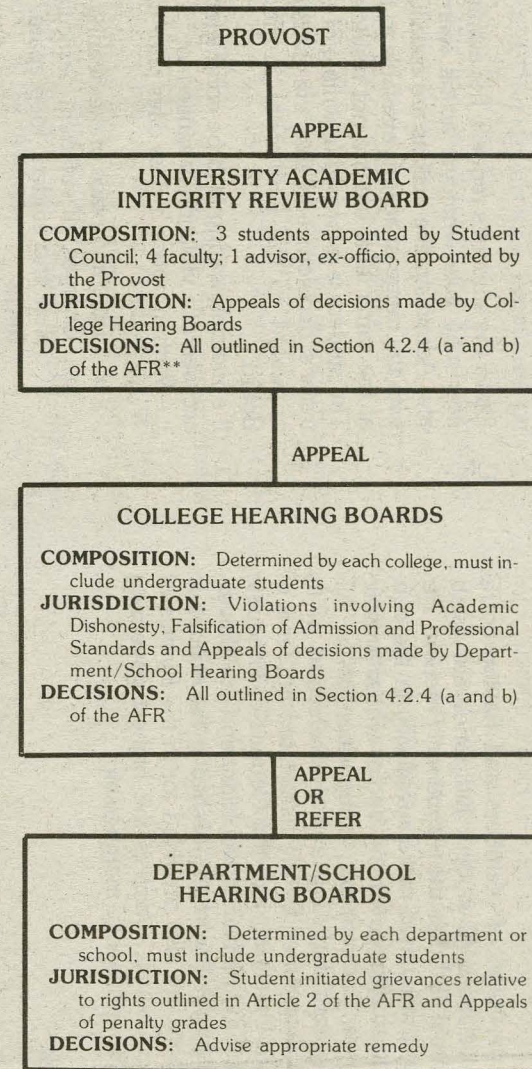 PROVOST
APPEAL
UNIVERSITY ACADEMIC
INTEGRITY REVIEW BOARD
COMPOSITION: 3 students appointed by Student
Council; 4 faculty; 1 advisor, ex-officio, appointed by
the Provost
JURISDICTION: Appeals of decisions made by Col-
lege Hearing Boards
DECISIONS: All outlined in Section 4.2.4 (a and b)
of the AFR**
APPEAL
COLLEGE HEARING BOARDS
COMPOSITION: Determined by each college, must in-
clude undergraduate students
JURISDICTION: Violations involving Academic
Dishonesty, Falsification of Admission and Professional
Standards and Appeals of decisions made by Depart-
ment/School Hearing Boards
DECISIONS: All outlined in Section 4.2.4 (a and b)
of the AFR
APPEAL
OR
REFER
DEPARTMENT/SCHOOL
HEARING BOARDS
COMPOSITION: Determined by each department or
school, must include undergraduate students
JURISDICTION: Student initiated grievances relative
to rights outlined in Article 2 of the AFR and Appeals
of penalty grades
DECISIONS: Advise appropriate remedy